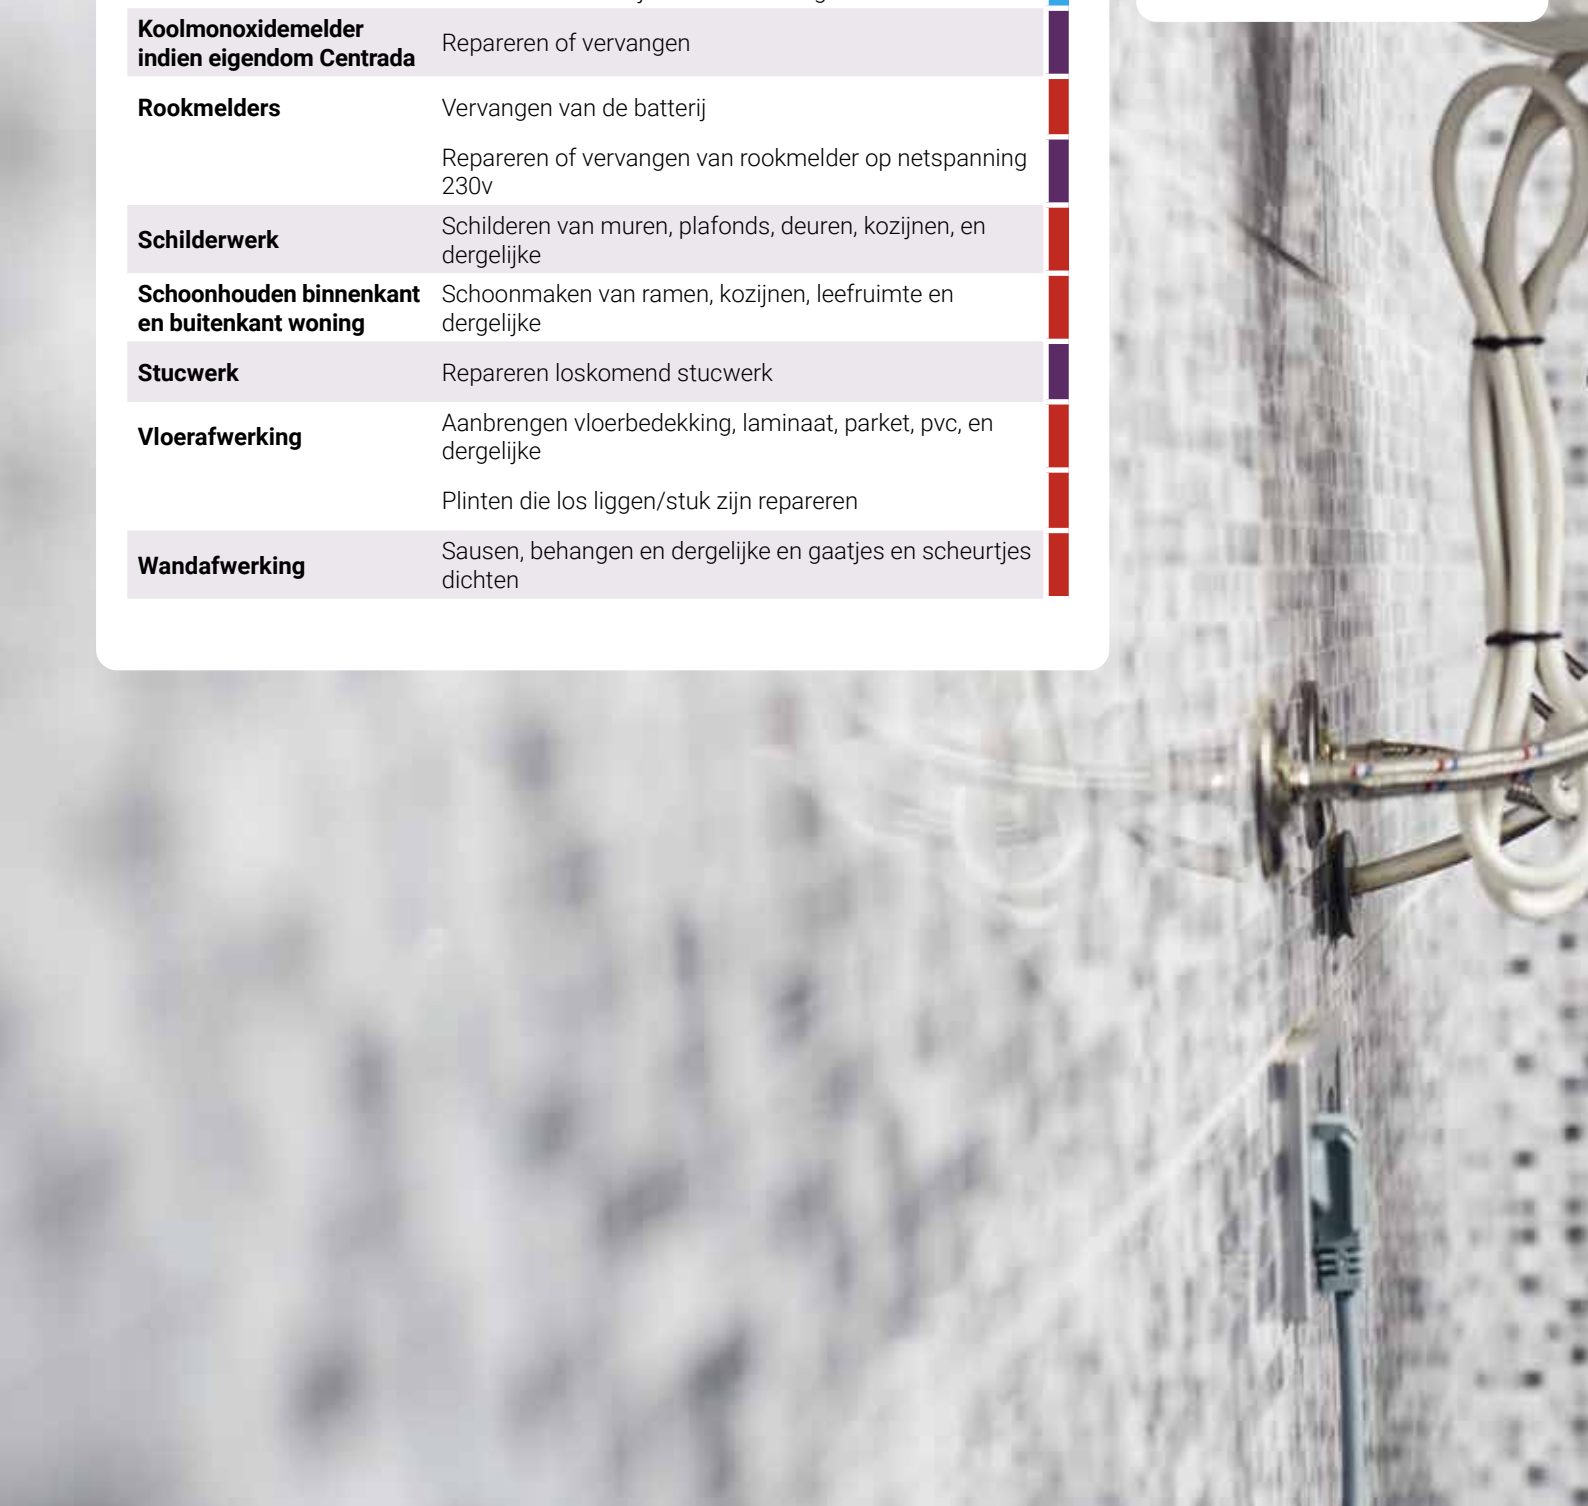 Koolmonoxidemelder
indien eigendom Centrada
Repareren of vervangen
Rookmelders
Vervangen van de batterij
Repareren of vervangen van rookmelder op netspanning
230v
Schilderwerk
Schilderen van muren, plafonds, deuren, kozijnen, en
dergelijke
Schoonhouden binnenkant
en buitenkant woning
Schoonmaken van ramen, kozijnen, leefruimte en
dergelijke
Stucwerk
Repareren loskomend stucwerk
Vloerafwerking
Aanbrengen vloerbedekking, laminaat, parket, pvc, en
dergelijke
Plinten die los liggen/stuk zijn repareren
Wandafwerking
Sausen, behangen en dergelijke en gaatjes en scheurtjes
dichten